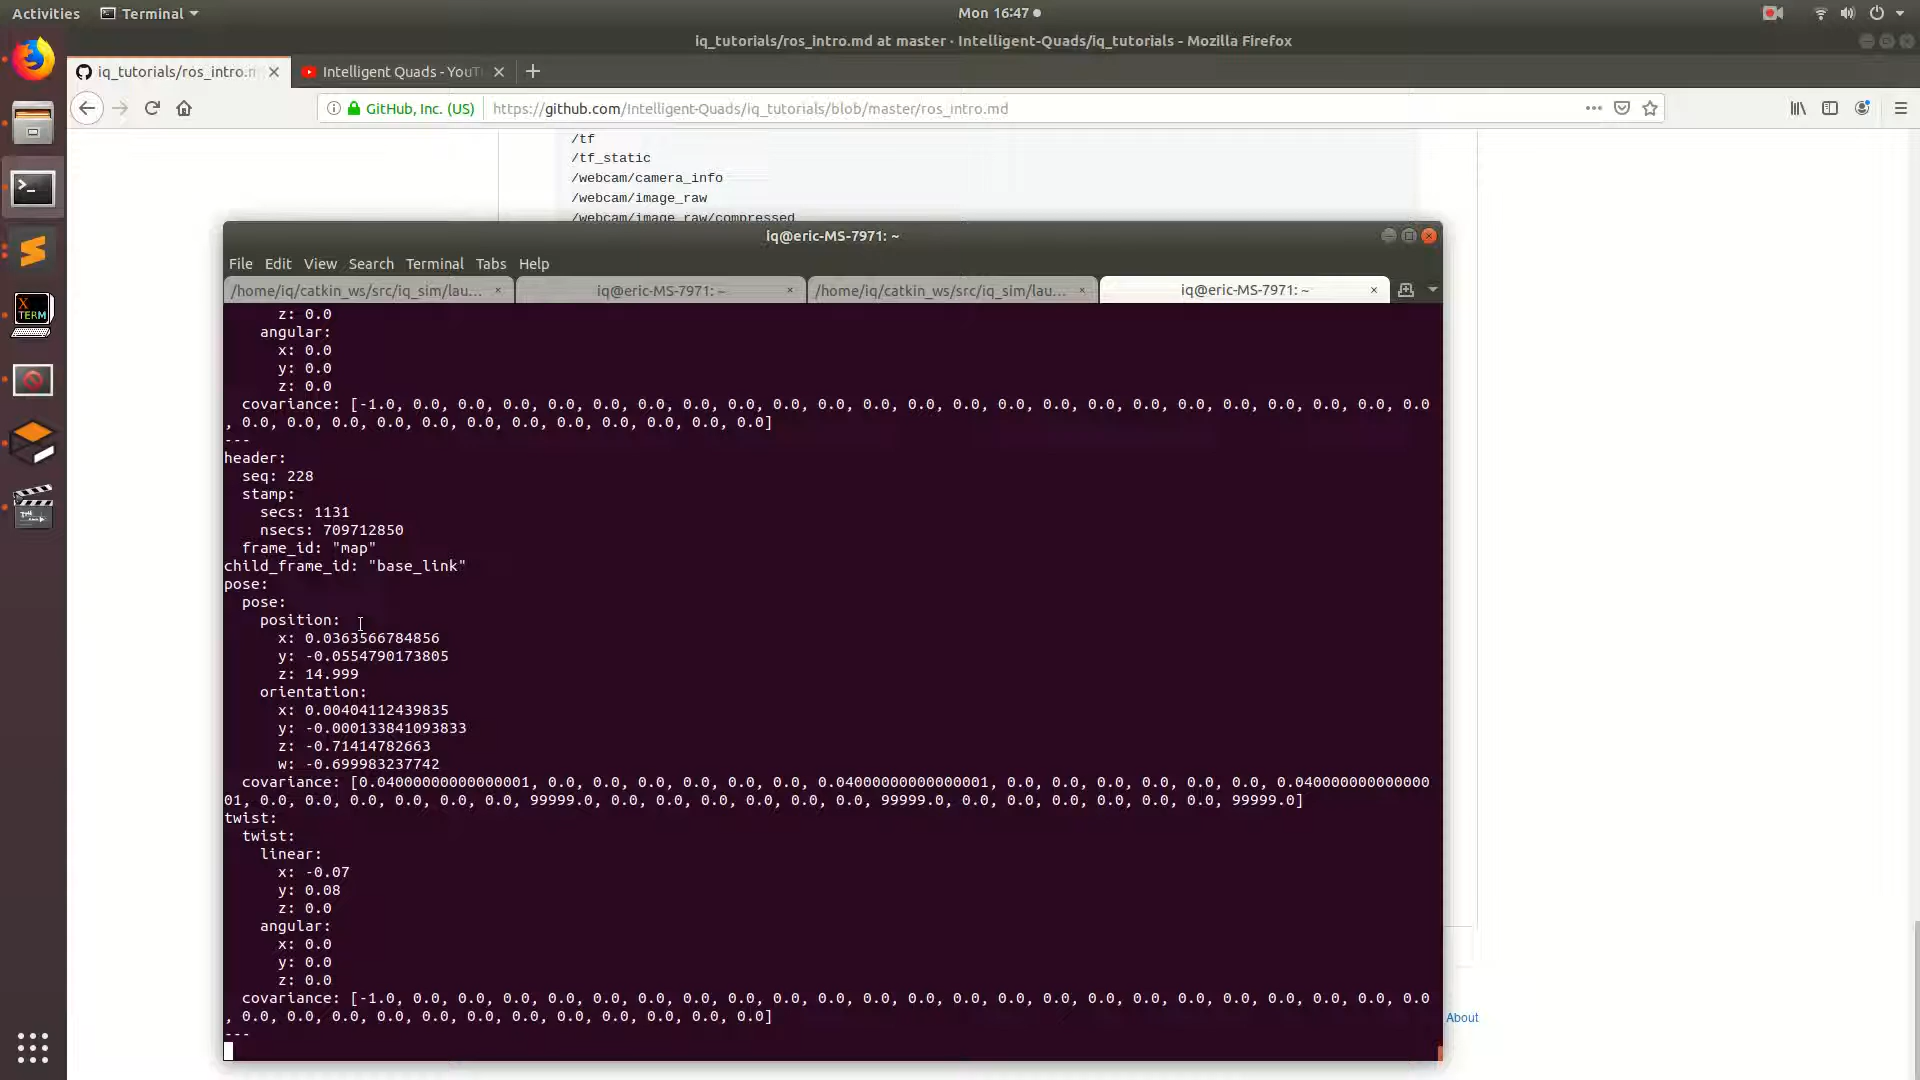 Activities
Terminal
Mon 16:47
iq_tutorials/ros_intro.md at master · Intelligent-Quads/iq_tutorials - Mozilla Firefox
iq_tutorials/ros_intro.m
Intelligent Quads - YouT
GitHub, Inc. (US)
https://github.com/Intelligent-Quads/iq_tutorials/blob/master/ros_intro.md
/tf
/tf_static
/webcam/camera_info
/webcam/image_raw
/webcam/image_raw/compressed
iq@eric-MS-7971: ~
File Edit View Search Terminal Tabs Help
/home/iq/catkin_ws/src/iq_sim/lau...
iq@eric-MS-7971: ~
/home/iq/catkin_ws/src/iq_sim/lau...
iq@eric-MS-7971: ~
X TERM
z: 0.0
angular:
x: 0.0
y: 0.0
z: 0.0
covariance: [-1.0, 0.0, 0.0, 0.0, 0.0, 0.0, 0.0, 0.0, 0.0, 0.0, 0.0, 0.0, 0.0, 0.0, 0.0, 0.0, 0.0, 0.0, 0.0, 0.0, 0.0, 0.0, 0.0, 0.0
, 0.0, 0.0, 0.0, 0.0, 0.0, 0.0, 0.0, 0.0, 0.0, 0.0, 0.0, 0.0]
---
header:
seq: 228
stamp:
secs: 1131
nsecs: 709712850
frame_id: "map"
child_frame_id: "base_link"
pose:
pose:
position:
x: 0.0363566784856
y: -0.0554790173805
z: 14.999
orientation:
x: 0.00404112439835
y: -0.000133841093833
z: -0.71414782663
w: -0.699983237742
covariance: [0.04000000000000001, 0.0, 0.0, 0.0, 0.0, 0.0, 0.0, 0.04000000000000001, 0.0, 0.0, 0.0, 0.0, 0.0, 0.0, 0.040000000000000
01, 0.0, 0.0, 0.0, 0.0, 0.0, 0.0, 99999.0, 0.0, 0.0, 0.0, 0.0, 0.0, 0.0, 99999.0, 0.0, 0.0, 0.0, 0.0, 0.0, 0.0, 99999.0]
twist:
twist:
linear:
x: -0.07
y: 0.08
z: 0.0
angular:
x: 0.0
y: 0.0
z: 0.0
covariance: [-1.0, 0.0, 0.0, 0.0, 0.0, 0.0, 0.0, 0.0, 0.0, 0.0, 0.0, 0.0, 0.0, 0.0, 0.0, 0.0, 0.0, 0.0, 0.0, 0.0, 0.0, 0.0, 0.0, 0.0
, 0.0, 0.0, 0.0, 0.0, 0.0, 0.0, 0.0, 0.0, 0.0, 0.0, 0.0, 0.0]
---
About